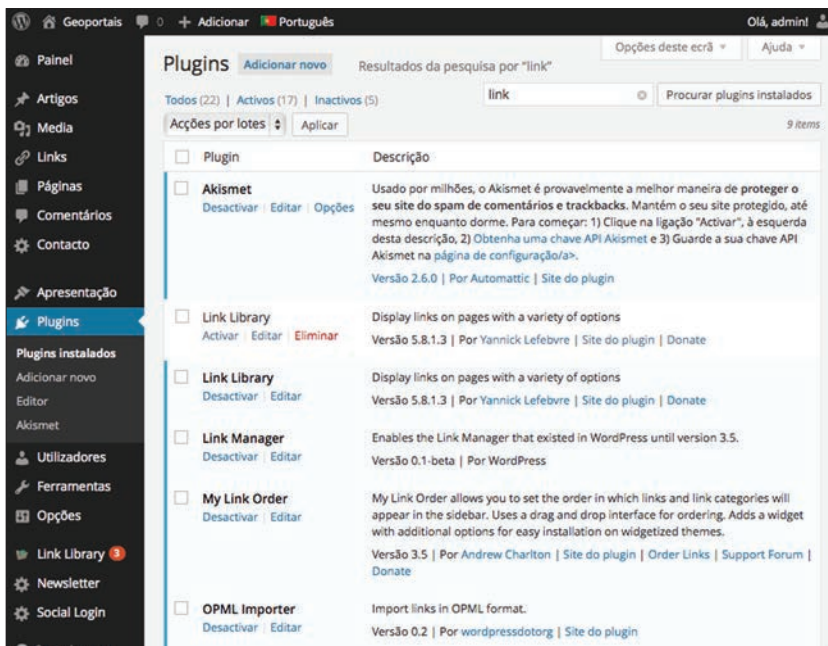 Geoportais 0 + Adicionar Português Olá, admin!
Opções deste ecrã Ajuda
Painel
Artigos
Media
Links
Páginas
Comentários
Contacto
Apresentação
Plugins
Plugins instalados
Adicionar novo
Editor
Akismet
Utilizadores
Ferramentas
Opções
Link Library 3
Newsletter
Social Login
Plugins Adicionar novo Resultados da pesquisa por “link”
Todos (22) | Activos (17) | Inactivos (5)
link Procurar plugins instalados
Acções por lotes Aplicar 9 items
Plugin Descrição
Akismet
Desactivar | Editar | Opções
Usado por milhões, o Akismet é provavelmente a melhor maneira de proteger o
seu site do spam de comentários e trackbacks. Mantém o seu site protegido, até
mesmo enquanto dorme. Para começar: 1) Clique na ligação "Activar", à esquerda
desta descrição, 2) Obtenha uma chave API Akismet e 3) Guarde a sua chave API
Akismet na página de configuração/a>.
Versão 2.6.0 | Por Automattic | Site do plugin
Link Library
Activar | Editar | Eliminar
Display links on pages with a variety of options
Versão 5.8.1.3 | Por Yannick Lefebvre | Site do plugin | Donate
Link Library
Desactivar | Editar
Display links on pages with a variety of options
Versão 5.8.1.3 | Por Yannick Lefebvre | Site do plugin | Donate
Link Manager
Desactivar | Editar
Enables the Link Manager that existed in WordPress until version 3.5.
Versão 0.1-beta | Por WordPress
My Link Order
Desactivar | Editar
My Link Order allows you to set the order in which links and link categories will
appear in the sidebar. Uses a drag and drop interface for ordering. Adds a widget
with additional options for easy installation on widgetized themes.
Versão 3.5 | Por Andrew Charlton | Site do plugin | Order Links | Support Forum |
Donate
OPML Importer
Desactivar | Editar
Import links in OPML format.
Versão 0.2 | Por wordpressdotorg | Site do plugin